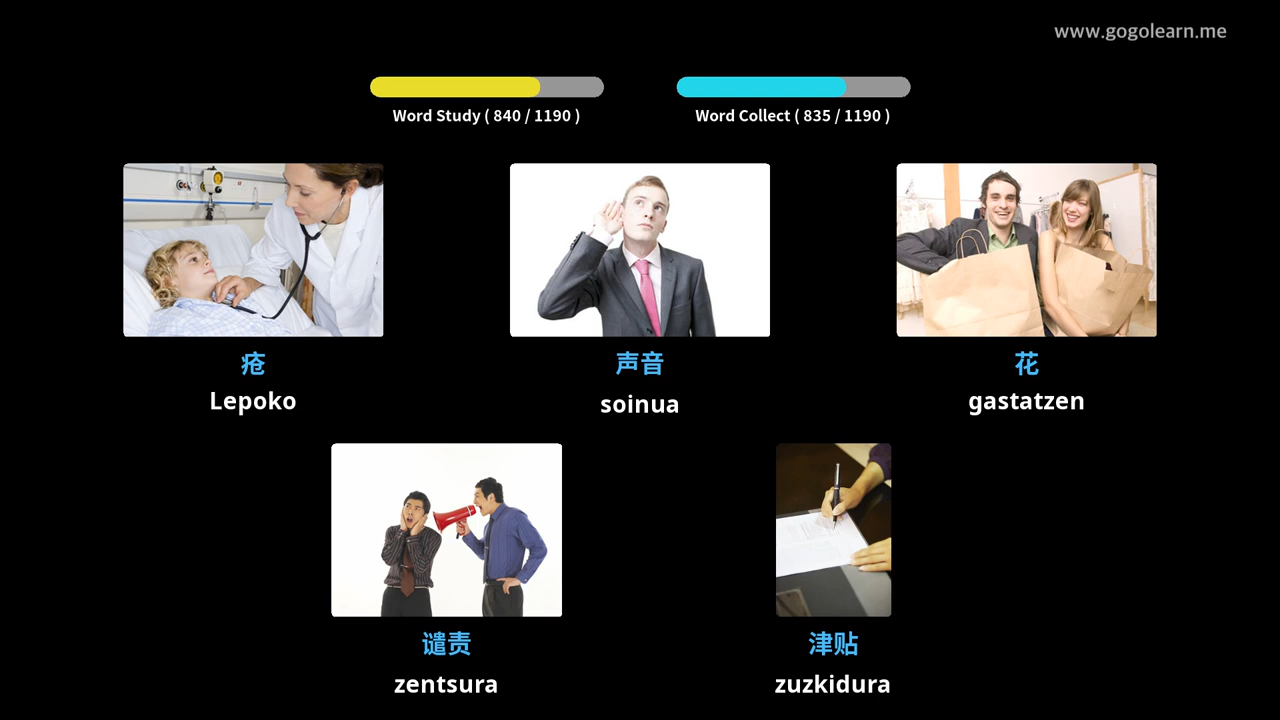 www.gogolearn.me
Word Study ( 840 / 1190 )
Word Collect ( 835 / 1190 )
疮
声音
花
Lepoko
soinua
gastatzen
谴责
津贴
zentsura
zuzkidura